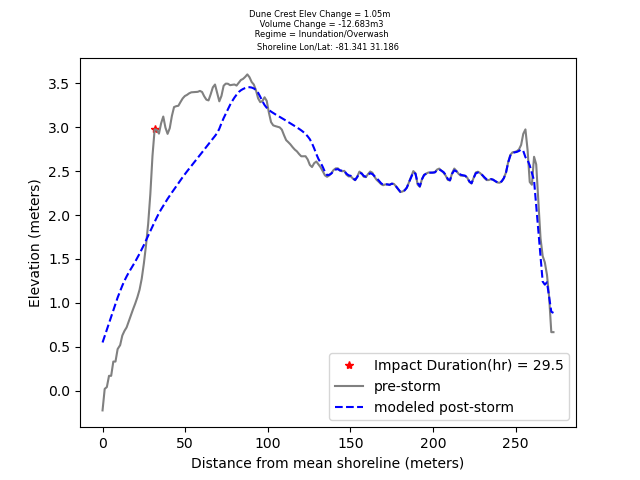 Dune Crest Elev Change = 1.05m
Volume Change = -12.683m3
Regime = Inundation/Overwash
Shoreline Lon/Lat: -81.341 31.186
3.5
3.0
2.5
2.0
1.5
1.0
0.5
0.0
Elevation (meters)
Impact Duration(hr) = 29.5
pre-storm
modeled post-storm
0 50 100 150 200 250
Distance from mean shoreline (meters)